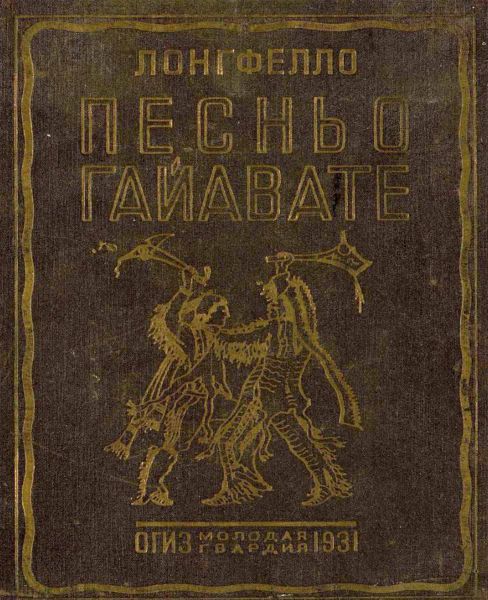 ЛОНГФЕЛЛО
ПЕСНЬ О
ГАЙАВАТЕ
ОГИЗ МОЛОДАЯ ГВАРДИЯ 1931